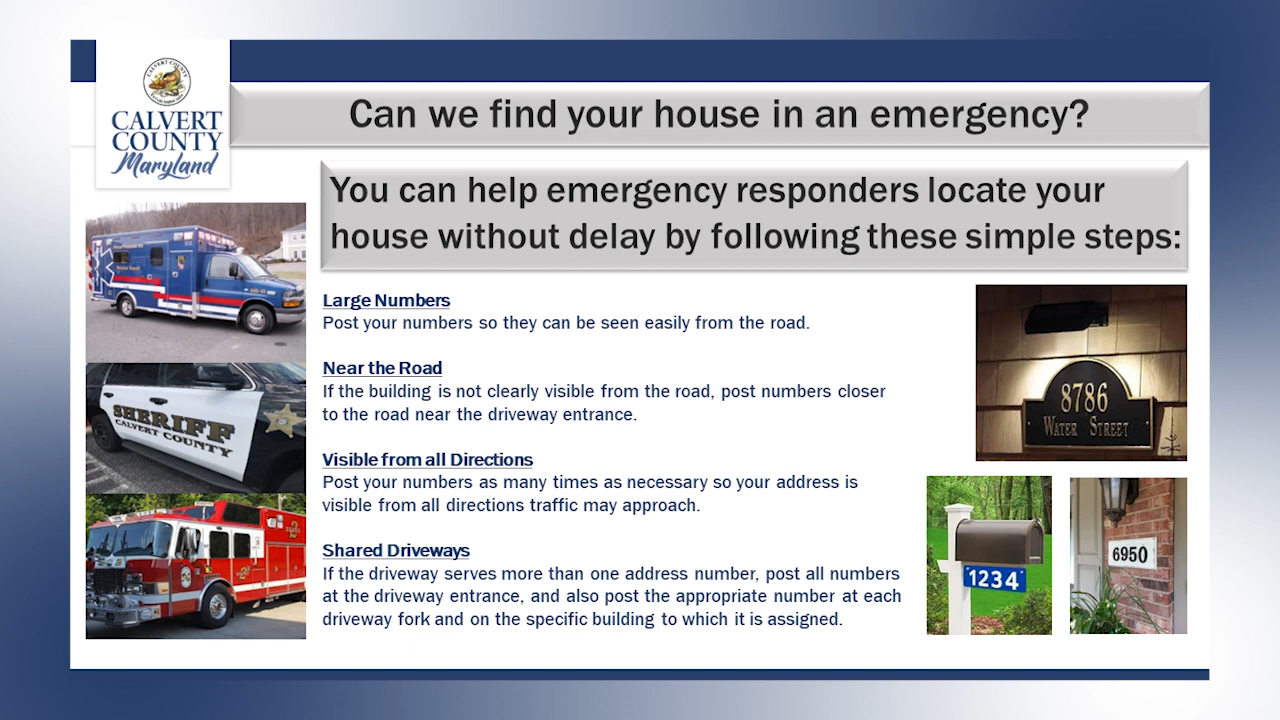 CALVERT COUNTY
CALVERT
COUNTY
Maryland
Can we find your house in an emergency?
You can help emergency responders locate your
house without delay by following these simple steps:
Large Numbers
Post your numbers so they can be seen easily from the road.
Near the Road
If the building is not clearly visible from the road, post numbers closer
to the road near the driveway entrance.
Visible from all Directions
Post your numbers as many times as necessary so your address is
visible from all directions traffic may approach.
Shared Driveways
If the driveway serves more than one address number, post all numbers
at the driveway entrance, and also post the appropriate number at each
driveway fork and on the specific building to which it is assigned.
SHERIFF
CALVERT COUNTY
8786
WATER STREET
1234
6950